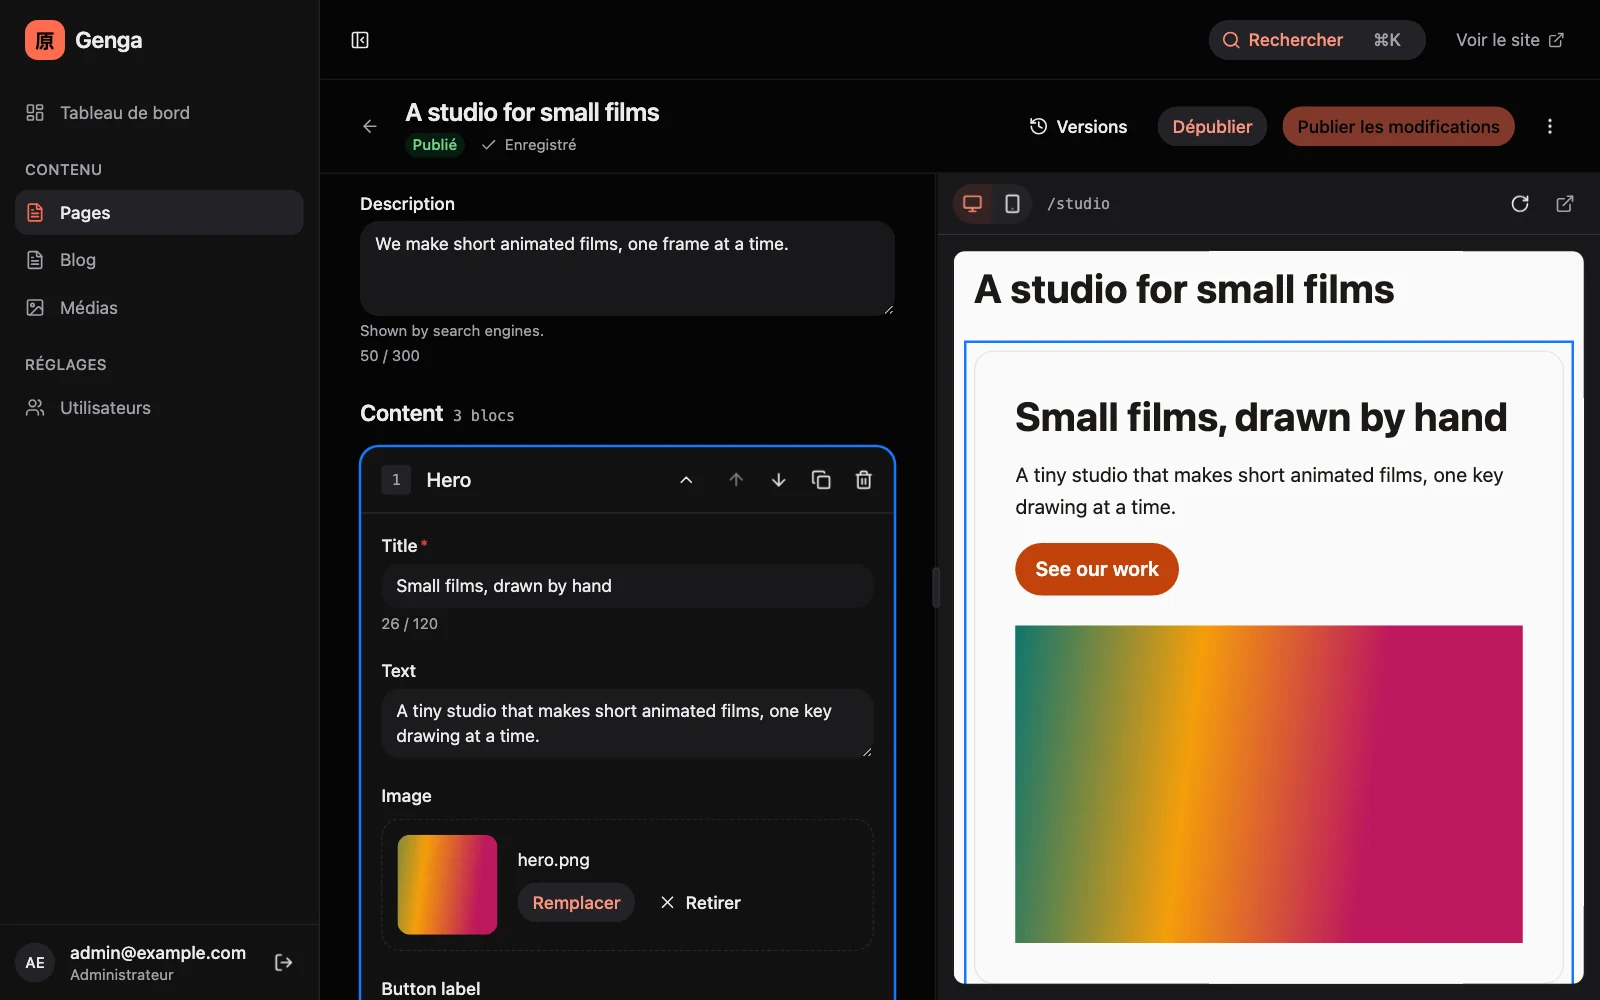 原 Genga
Tableau de bord
CONTENU
Pages
Blog
Médias
RÉGLAGES
Utilisateurs
AE
admin@example.com
Administrateur
Rechercher ⌘K
Voir le site
A studio for small films
Publié Enregistré
Versions
Dépublier
Publier les modifications
Description
We make short animated films, one frame at a time.
Shown by search engines.
50 / 300
Content 3 blocs
1 Hero
Title*
Small films, drawn by hand
26 / 120
Text
A tiny studio that makes short animated films, one key
drawing at a time.
Image
hero.png
Remplacer
Retirer
Button label
/studio
A studio for small films
Small films, drawn by hand
A tiny studio that makes short animated films, one key
drawing at a time.
See our work